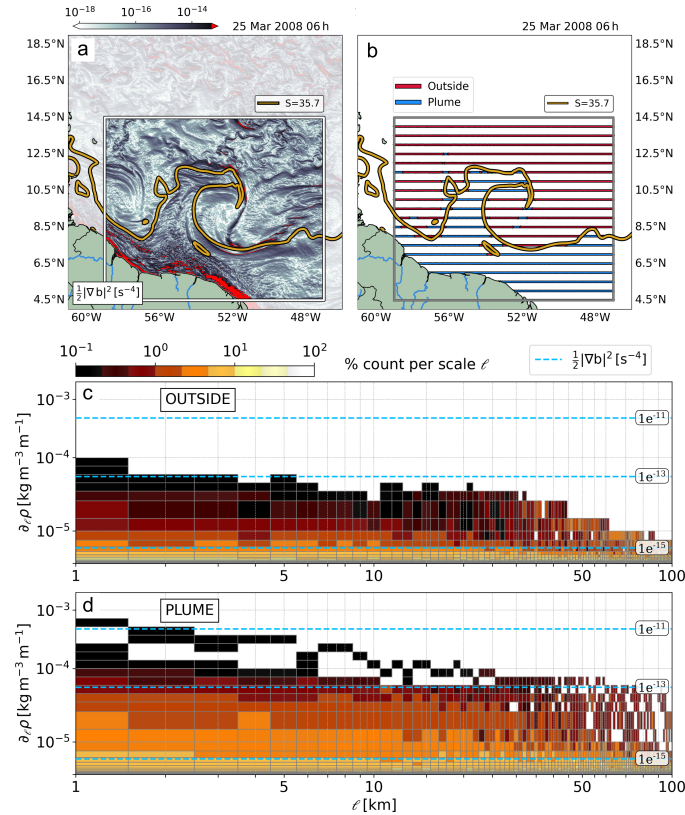 10⁻¹⁸ 10⁻¹⁶ 10⁻¹⁴
25 Mar 2008 06 h
25 Mar 2008 06 h
18.5°N
16.5°N
14.5°N
12.5°N
10.5°N
8.5°N
6.5°N
4.5°N
a
S=35.7
½|∇b|² [s⁻⁴]
60°W 56°W 52°W 48°W
18.5°N
16.5°N
14.5°N
12.5°N
10.5°N
8.5°N
6.5°N
4.5°N
b
Outside
Plume
S=35.7
60°W 56°W 52°W 48°W
10⁻¹ 10⁰ 10¹ 10²
% count per scale ℓ
½|∇b|² [s⁻⁴]
c
OUTSIDE
∂ℓρ [kg m⁻³ m⁻¹]
10⁻³
10⁻⁴
10⁻⁵
1e⁻¹¹
1e⁻¹³
1e⁻¹⁵
1 5 10 50 100
d
PLUME
∂ℓρ [kg m⁻³ m⁻¹]
10⁻³
10⁻⁴
10⁻⁵
1e⁻¹¹
1e⁻¹³
1e⁻¹⁵
1 5 10 50 100
ℓ [km]